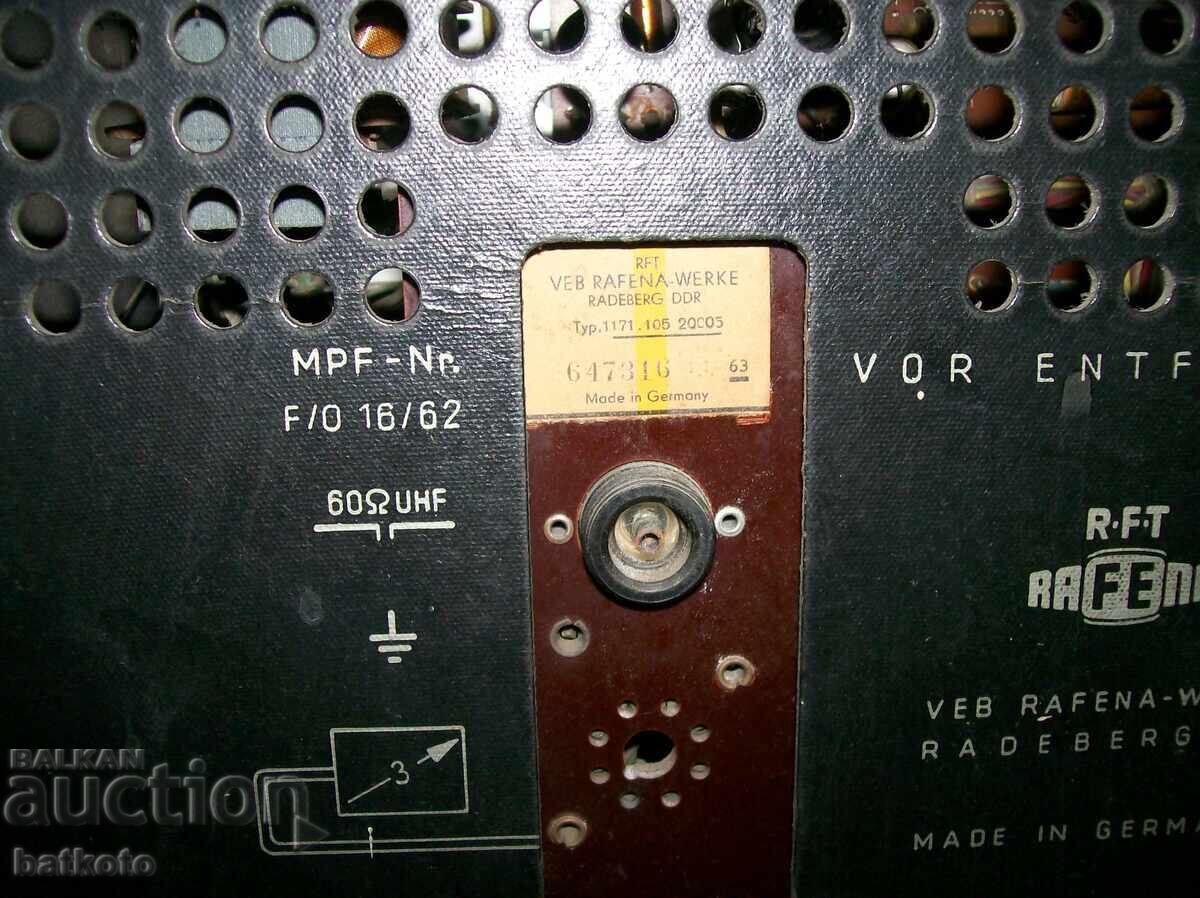 RFT
VEB RAFENA-WERKE
RADEBERG DDR
Typ. 1171.105 20005
647316 63
Made in Germany
MPF-Nr.
F/O 16/62
VOR ENTF
60Ω UHF
R·F·T
RAFENA
3
VEB RAFENA-W
RADEBERG
MADE IN GERMA
BALKAN
auction
batkoto